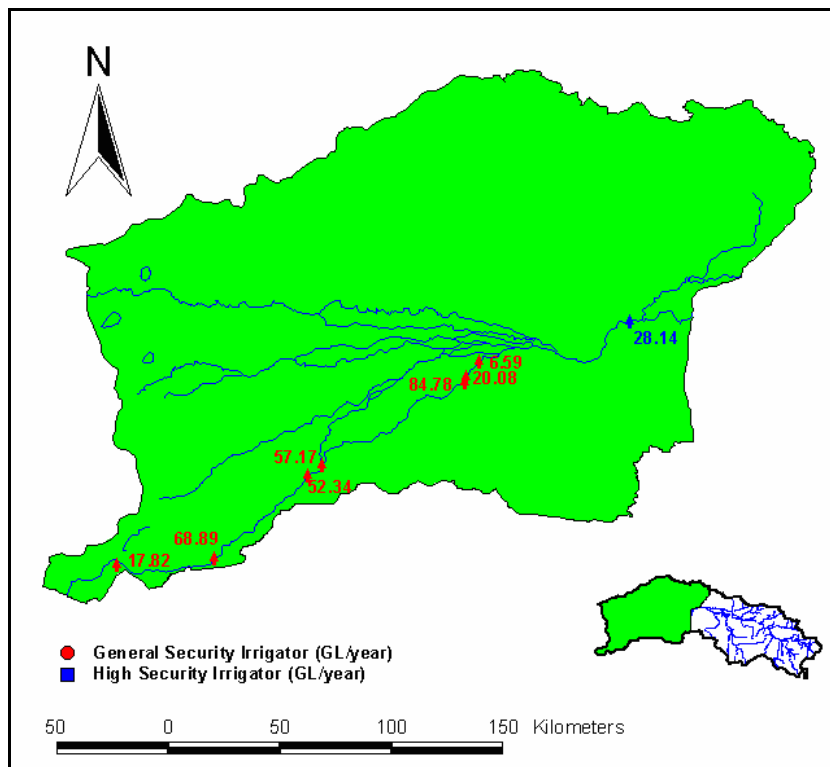 N
28.14
6.59
20.08
84.78
57.17
52.34
68.89
17.82
General Security Irrigator (GL/year)
High Security Irrigator (GL/year)
50 0 50 100 150 Kilometers